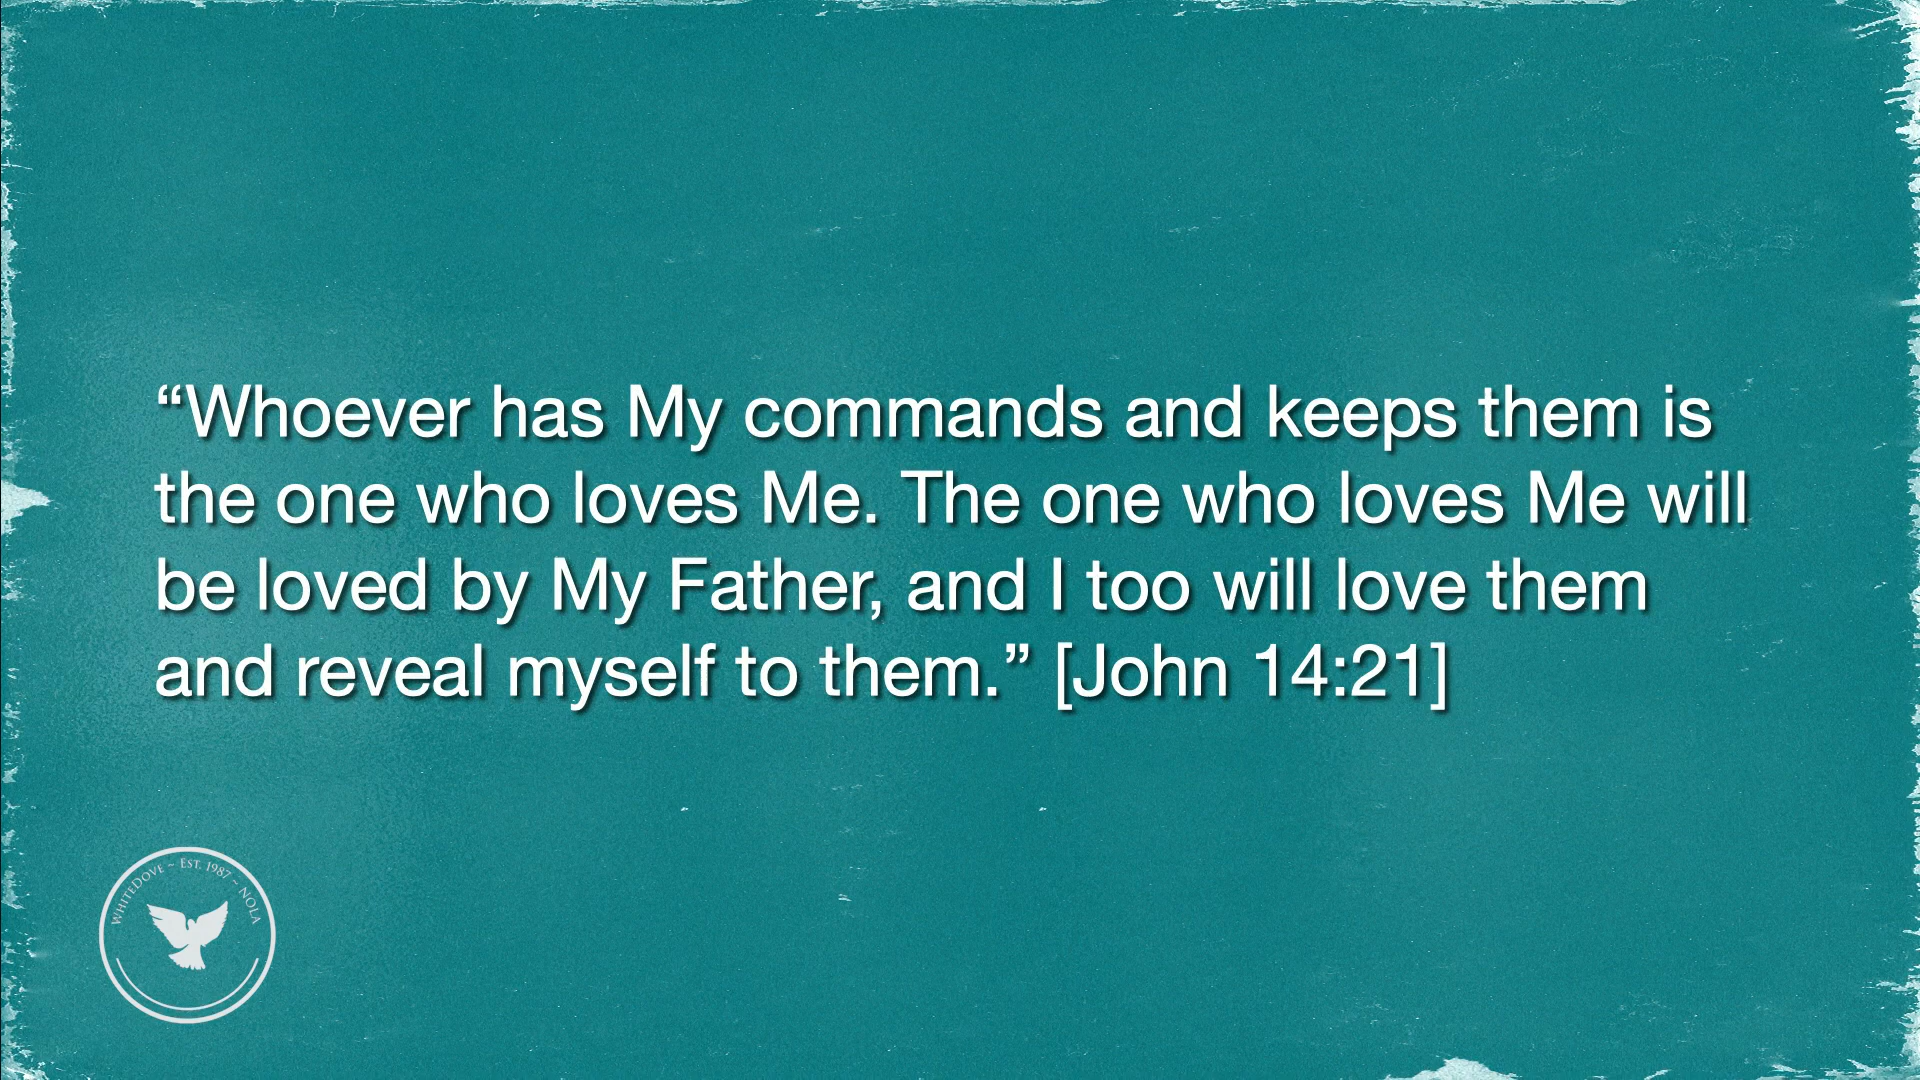 “Whoever has My commands and keeps them is
the one who loves Me. The one who loves Me will
be loved by My Father, and I too will love them
and reveal myself to them.” [John 14:21]
WHITEDOVE ~ EST. 1987 ~ NOLA